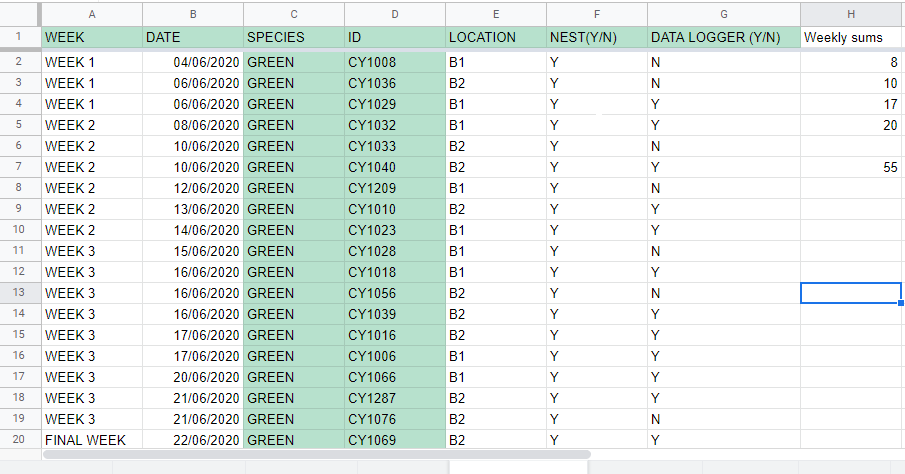 A B C D E F G H
1 WEEK DATE SPECIES ID LOCATION NEST(Y/N) DATA LOGGER (Y/N) Weekly sums
2 WEEK 1 04/06/2020 GREEN CY1008 B1 Y N 8
3 WEEK 1 06/06/2020 GREEN CY1036 B2 Y N 10
4 WEEK 1 06/06/2020 GREEN CY1029 B1 Y Y 17
5 WEEK 2 08/06/2020 GREEN CY1032 B1 Y Y 20
6 WEEK 2 10/06/2020 GREEN CY1033 B2 Y N
7 WEEK 2 10/06/2020 GREEN CY1040 B2 Y Y 55
8 WEEK 2 12/06/2020 GREEN CY1209 B1 Y N
9 WEEK 2 13/06/2020 GREEN CY1010 B2 Y Y
10 WEEK 2 14/06/2020 GREEN CY1023 B1 Y Y
11 WEEK 3 15/06/2020 GREEN CY1028 B1 Y N
12 WEEK 3 16/06/2020 GREEN CY1018 B1 Y Y
13 WEEK 3 16/06/2020 GREEN CY1056 B2 Y N
14 WEEK 3 16/06/2020 GREEN CY1039 B2 Y Y
15 WEEK 3 17/06/2020 GREEN CY1016 B2 Y Y
16 WEEK 3 17/06/2020 GREEN CY1006 B1 Y Y
17 WEEK 3 20/06/2020 GREEN CY1066 B1 Y Y
18 WEEK 3 21/06/2020 GREEN CY1287 B2 Y Y
19 WEEK 3 21/06/2020 GREEN CY1076 B2 Y N
20 FINAL WEEK 22/06/2020 GREEN CY1069 B2 Y Y